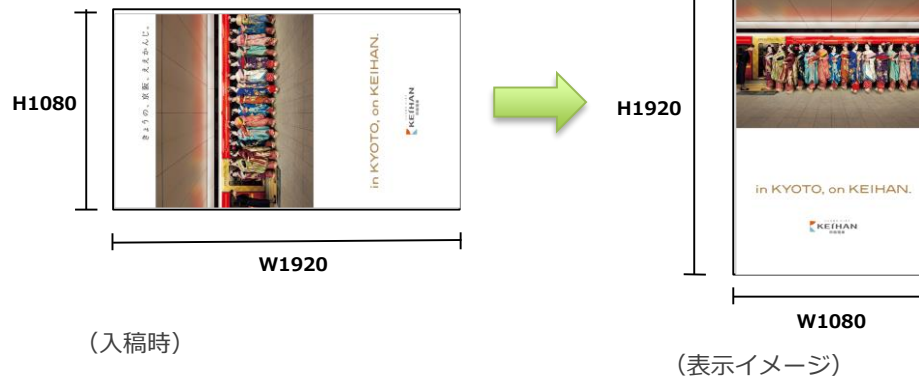 H1080
きょうの、京阪、ええかんじ。
in KYOTO, on KEIHAN.
KEIHAN
W1920
（入稿時）
H1920
in KYOTO, on KEIHAN.
KEIHAN
W1080
（表示イメージ）